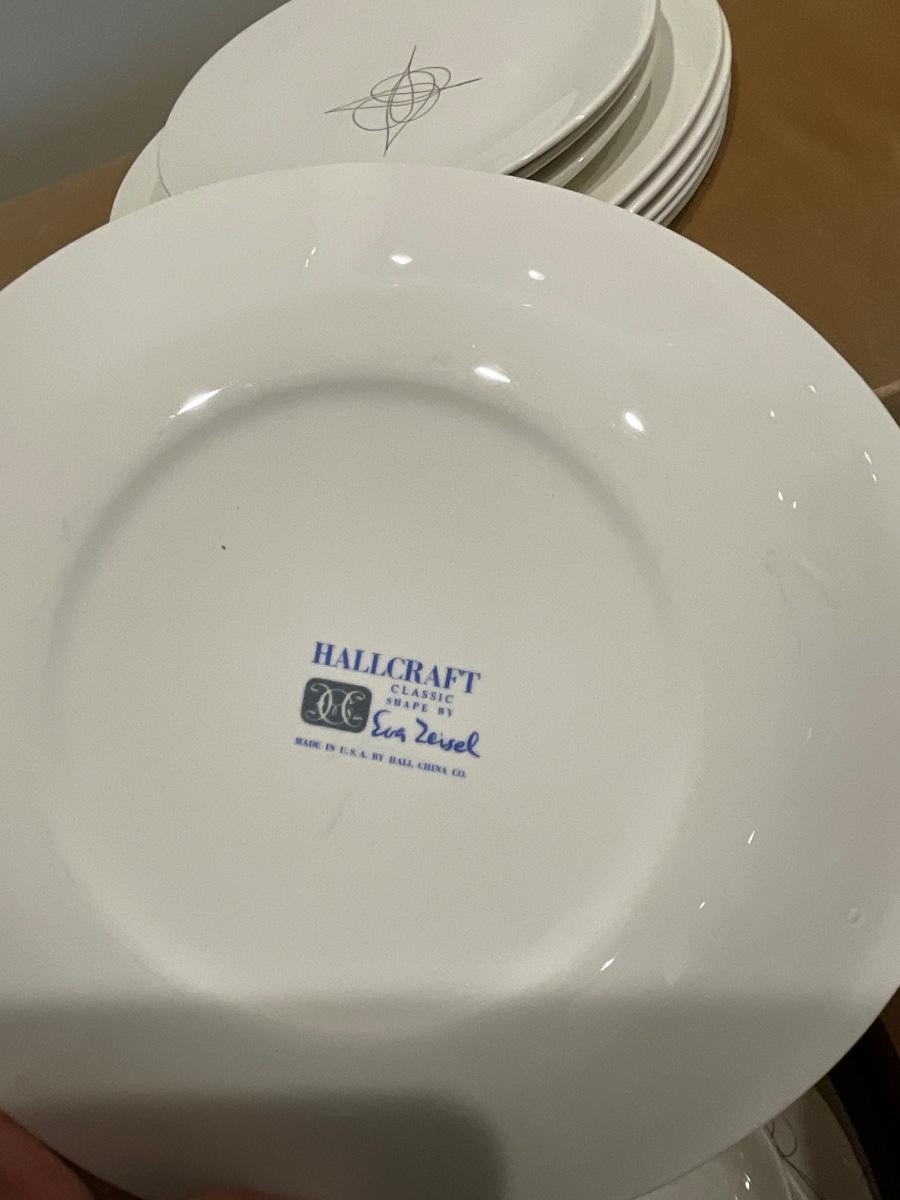 HALLCRAFT
CLASSIC
SHAPE BY
Eva Zeisel
MADE IN U.S.A. BY HALL CHINA CO.